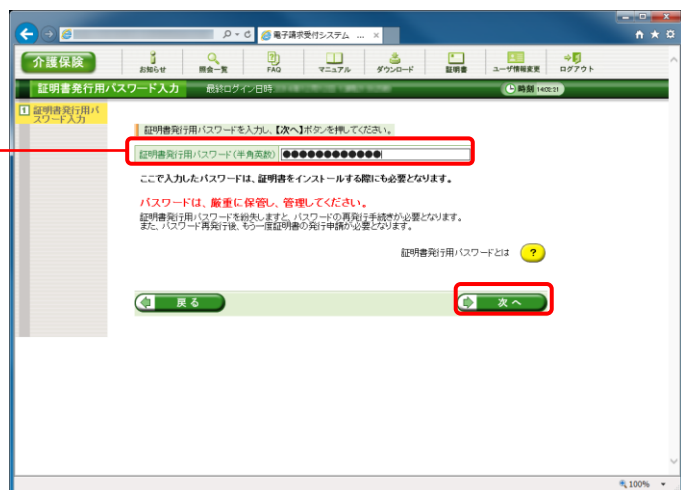 電子請求受付システム ...
介護保険
お知らせ
照会一覧
FAQ
マニュアル
ダウンロード
証明書
ユーザ情報変更
ログアウト
証明書発行用パスワード入力
最終ログイン日時
時刻
1 証明書発行用パ
スワード入力
証明書発行用パスワードを入力し、【次へ】ボタンを押してください。
証明書発行用パスワード(半角英数) ●●●●●●●●●●●●
ここで入力したパスワードは、証明書をインストールする際にも必要となります。
パスワードは、厳重に保管し、管理してください。
証明書発行用パスワードを紛失しますと、パスワードの再発行手続きが必要となります。
また、パスワード再発行後、もう一度証明書の発行申請が必要となります。
証明書発行用パスワードとは ?
戻る
次へ
100%